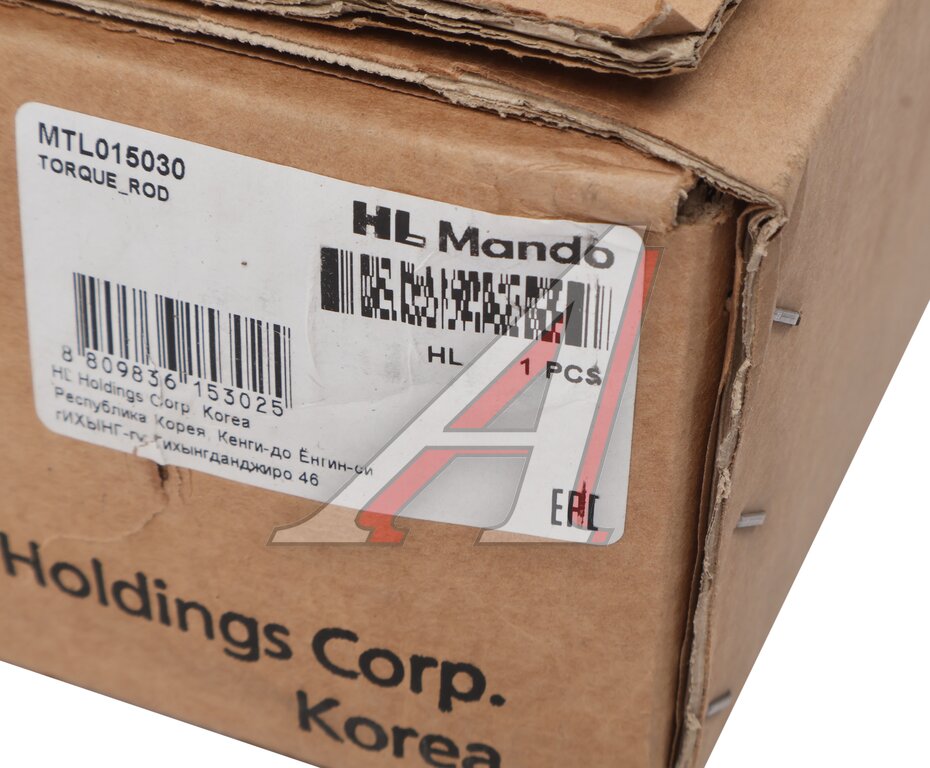 MTL015030
TORQUE_ROD
HL Mando
HL 1 PCS
8 809836 153025
HL Holdings Corp. Korea
Республика Корея, Кенги-до Ёнгин-си
гИХЫНГ-гу, Гихынгданджиро 46
EAC
Holdings Corp.
Korea